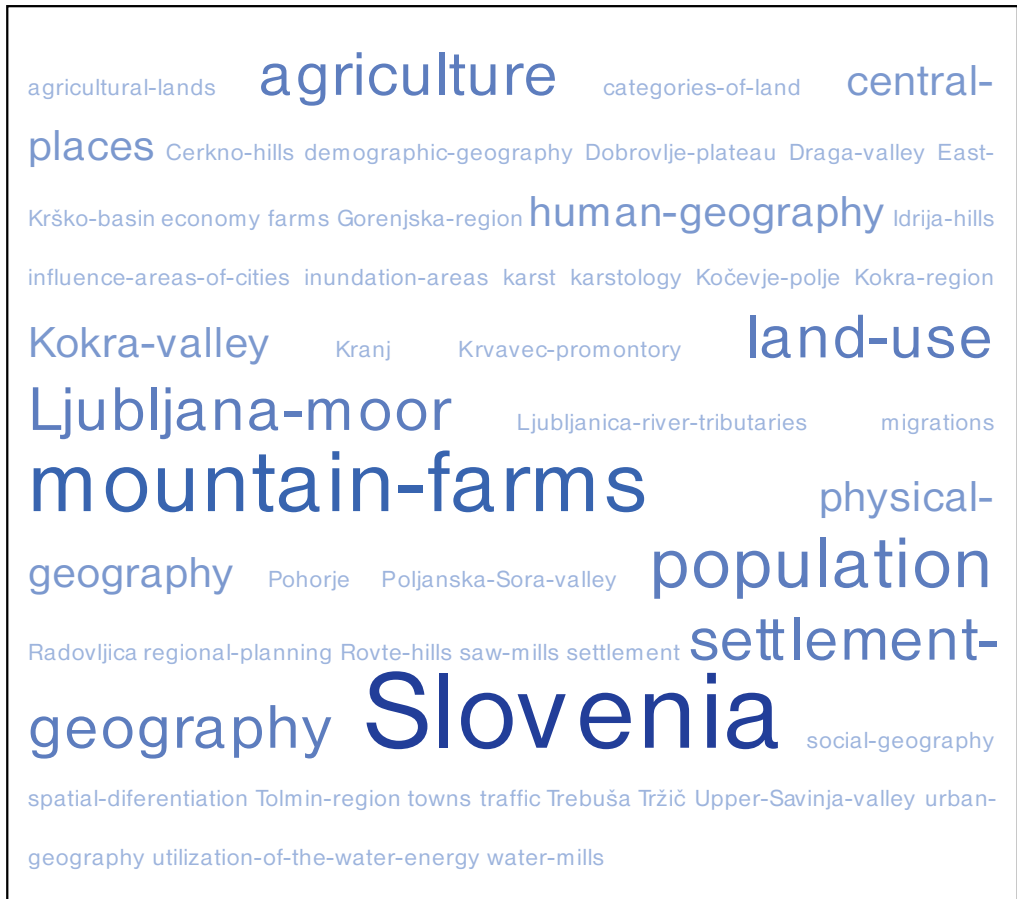 agricultural-lands agriculture categories-of-land central-
places Cerkno-hills demographic-geography Dobrovlje-plateau Draga-valley East-
Krško-basin economy farms Gorenjska-region human-geography Idrija-hills
influence-areas-of-cities inundation-areas karst karstology Kočevje-polje Kokra-region
Kokra-valley Kranj Krvavec-promontory land-use
Ljubljana-moor Ljubljanica-river-tributaries migrations
mountain-farms physical-
geography Pohorje Poljanska-Sora-valley population
Radovljica regional-planning Rovte-hills saw-mills settlement settlement-
geography Slovenia social-geography
spatial-diferentiation Tolmin-region towns traffic Trebuša Tržič Upper-Savinja-valley urban-
geography utilization-of-the-water-energy water-mills